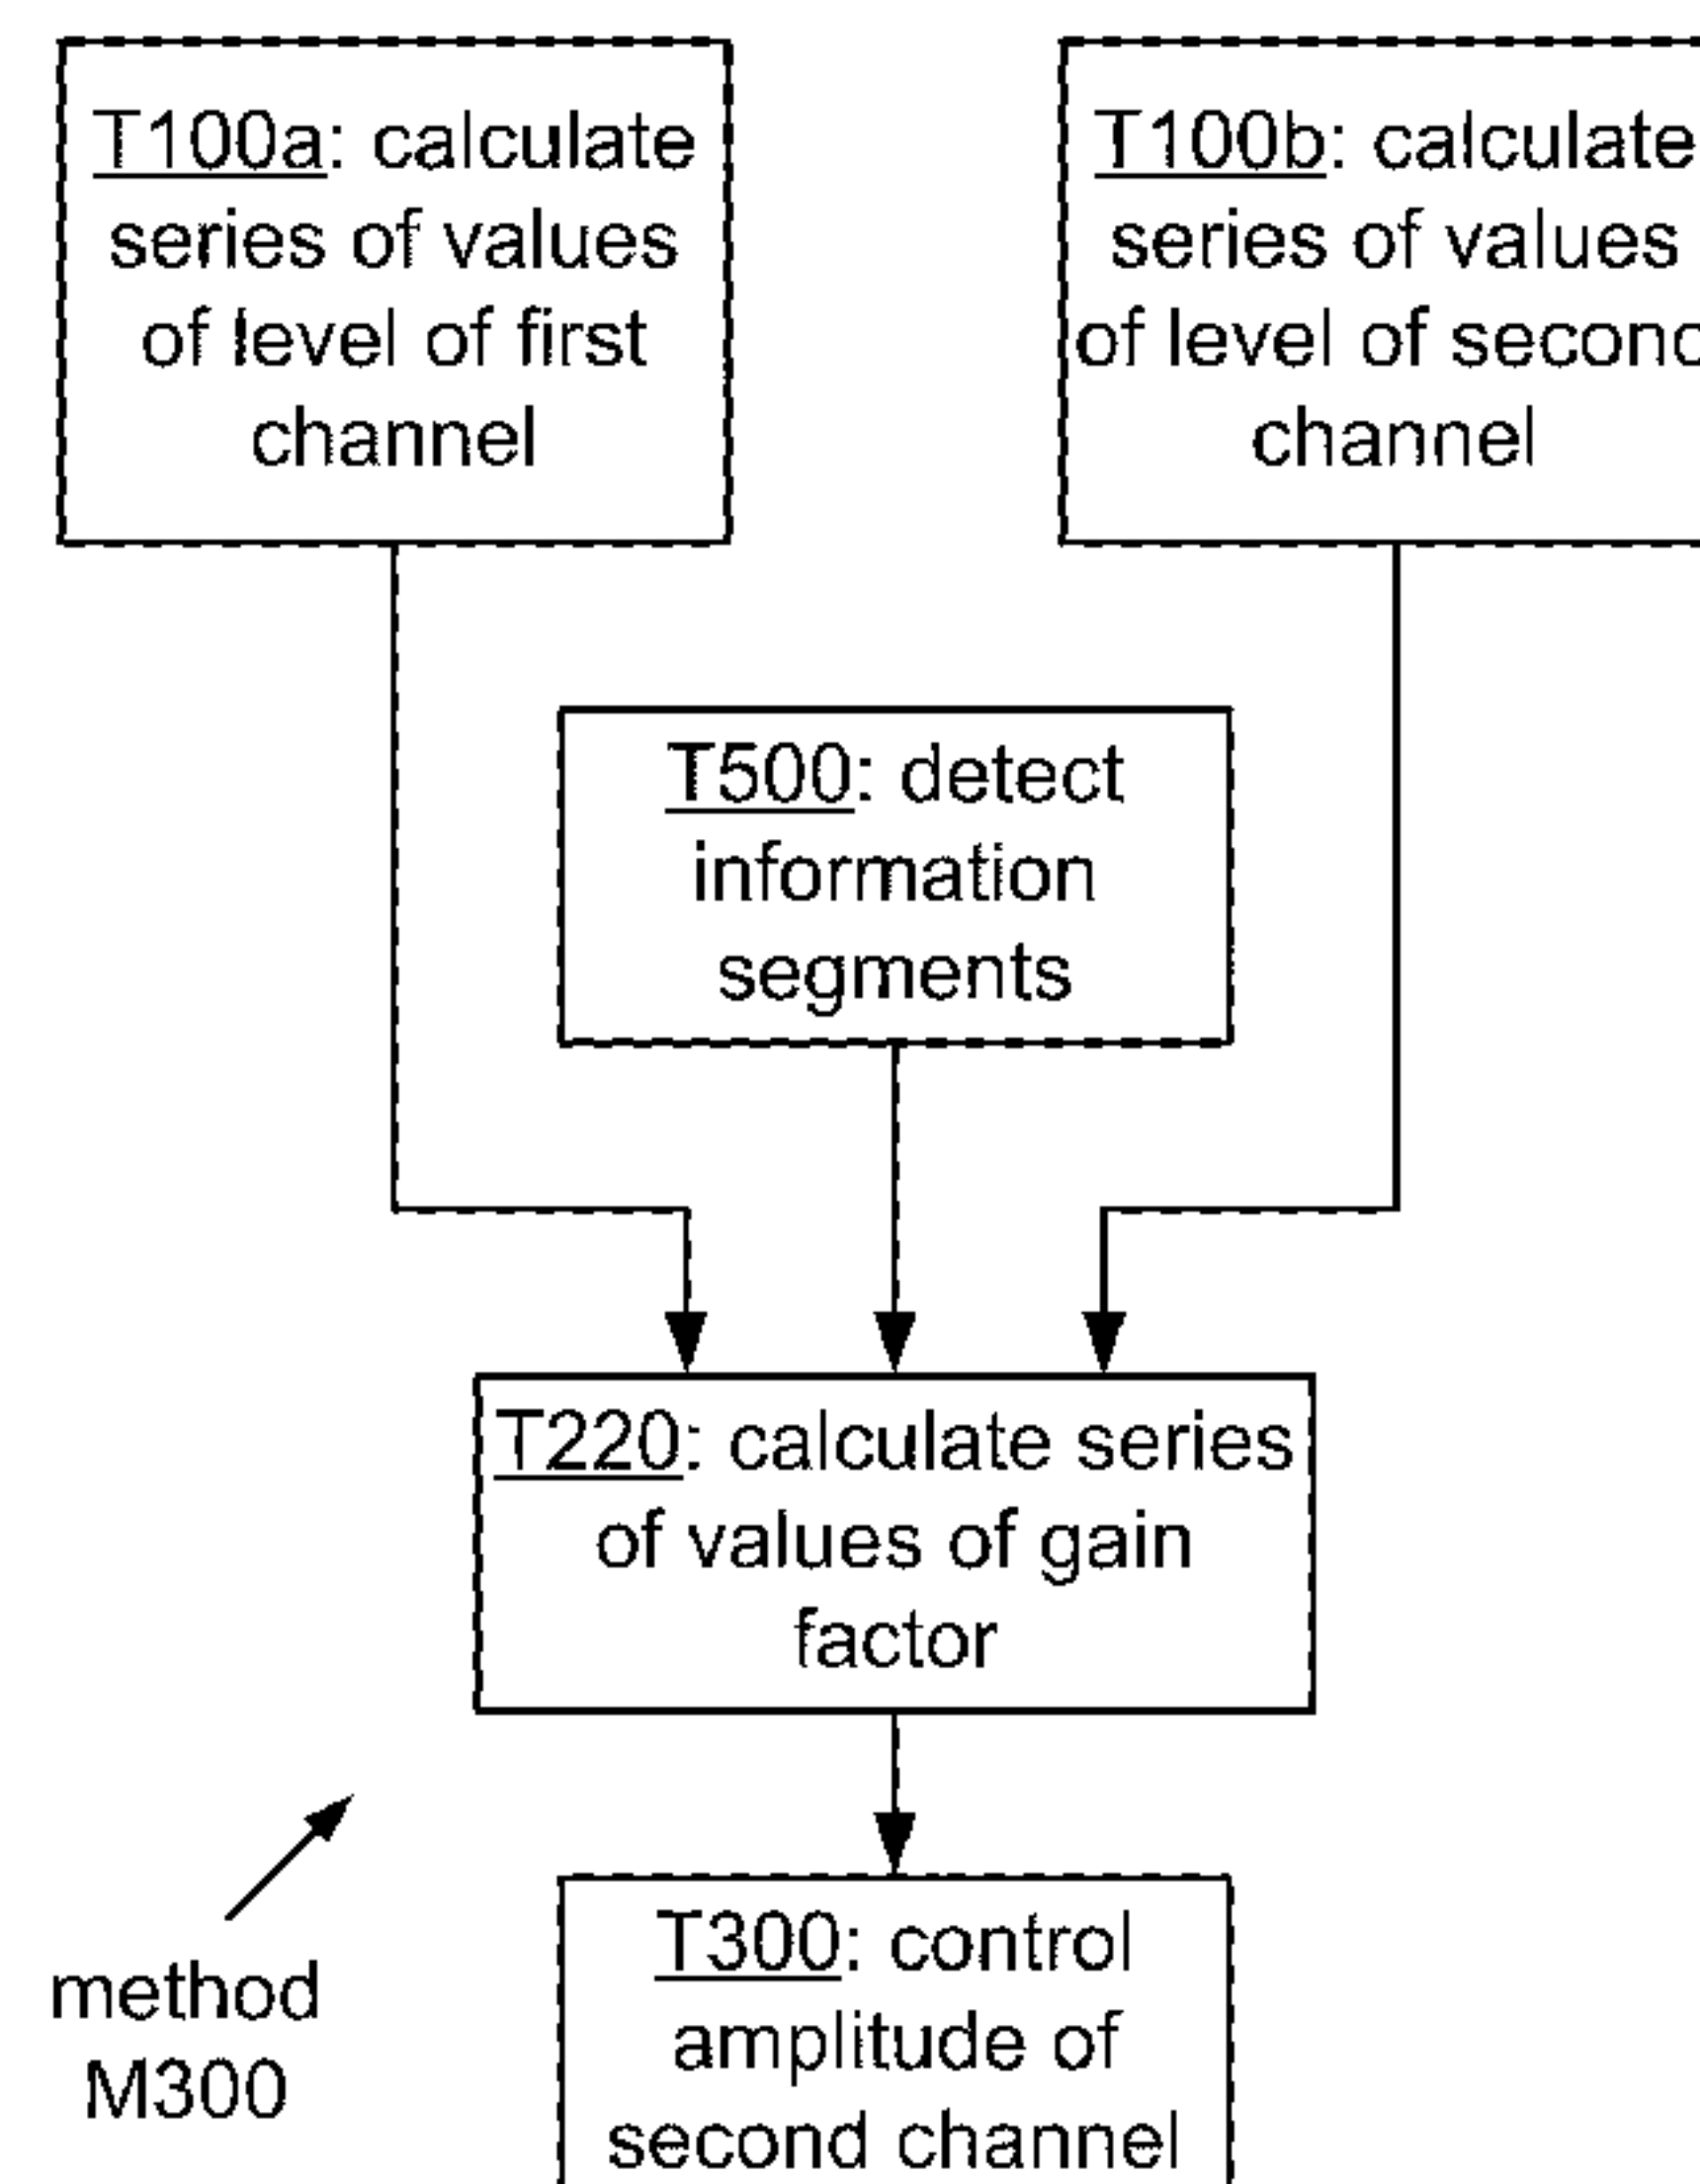 T100a: calculate
series of values
of level of first
channel
T100b: calculate
series of values
of level of second
channel
T500: detect
information
segments
T220: calculate series
of values of gain
factor
T300: control
amplitude of
second channel
method
M300